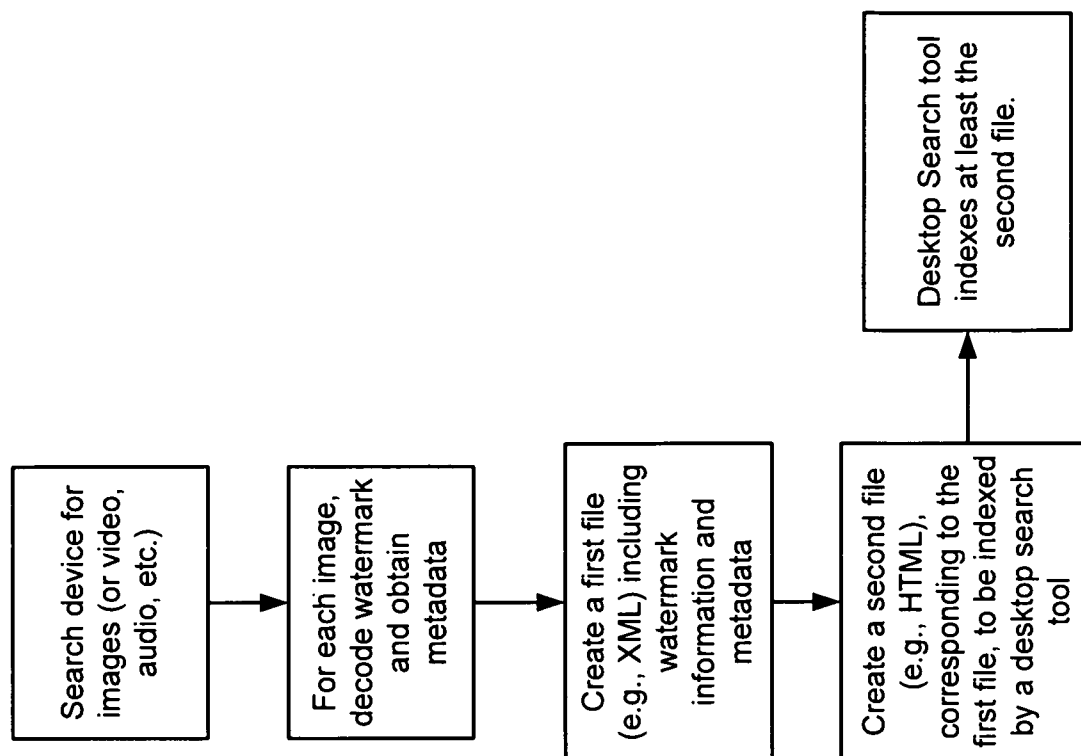 Search device for
images (or video,
audio, etc.)
For each image,
decode watermark
and obtain
metadata
Create a first file
(e.g., XML) including
watermark
information and
metadata
Create a second file
(e.g., HTML),
corresponding to the
first file, to be indexed
by a desktop search
tool
Desktop Search tool
indexes at least the
second file.